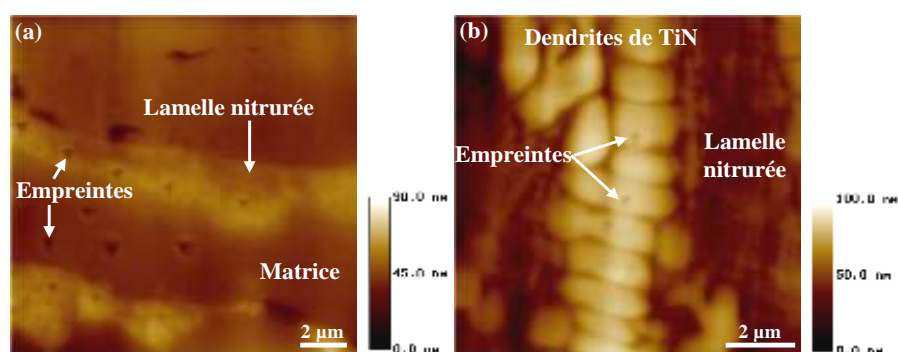 (a)
Lamelle nitrurée
Empreintes
Matrice
2 µm
90.0 nm
45.0 nm
0.0 nm
(b)
Dendrites de TiN
Empreintes
Lamelle
nitrurée
2 µm
100.0 nm
50.0 nm
0.0 nm